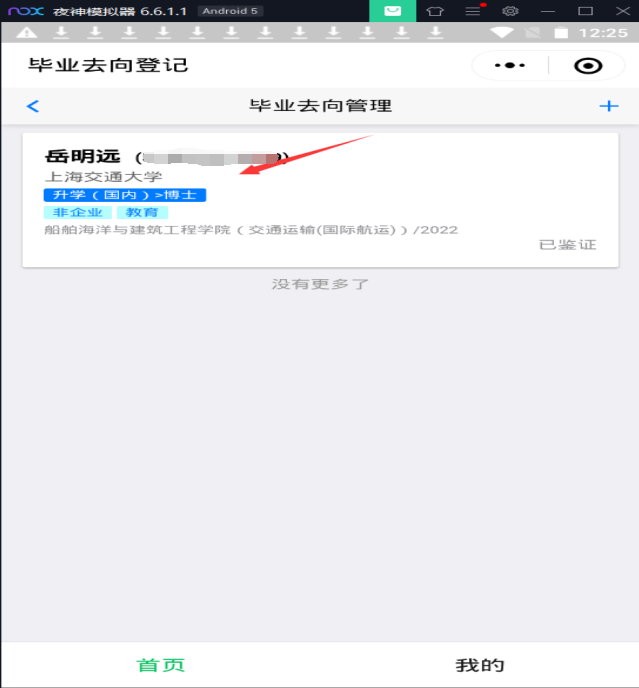 nox 夜神模拟器 6.6.1.1 Android 5
12:25
毕业去向登记
毕业去向管理
岳明远 (
上海交通大学
升学（国内）>博士
非企业 教育
船舶海洋与建筑工程学院（交通运输(国际航运)）/2022
已鉴证
没有更多了
首页 我的